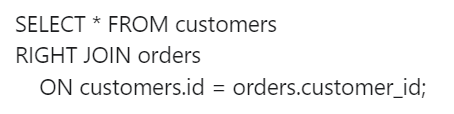 SELECT * FROM customers
RIGHT JOIN orders
ON customers.id = orders.customer_id;